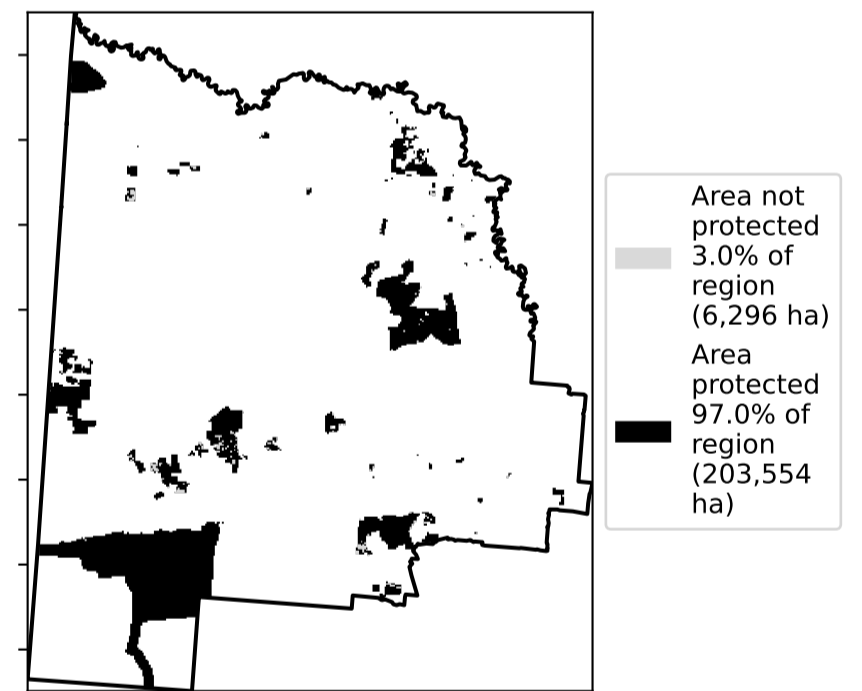 Area not
protected
3.0% of
region
(6,296 ha)
Area
protected
97.0% of
region
(203,554
ha)